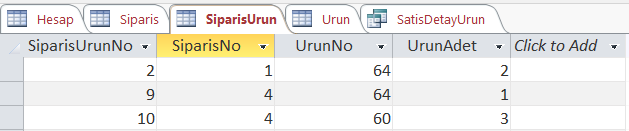 Hesap Siparis SiparisUrun Urun SatisDetayUrun
SiparisUrunNo SiparisNo UrunNo UrunAdet Click to Add
2 1 64 2
9 4 64 1
10 4 60 3